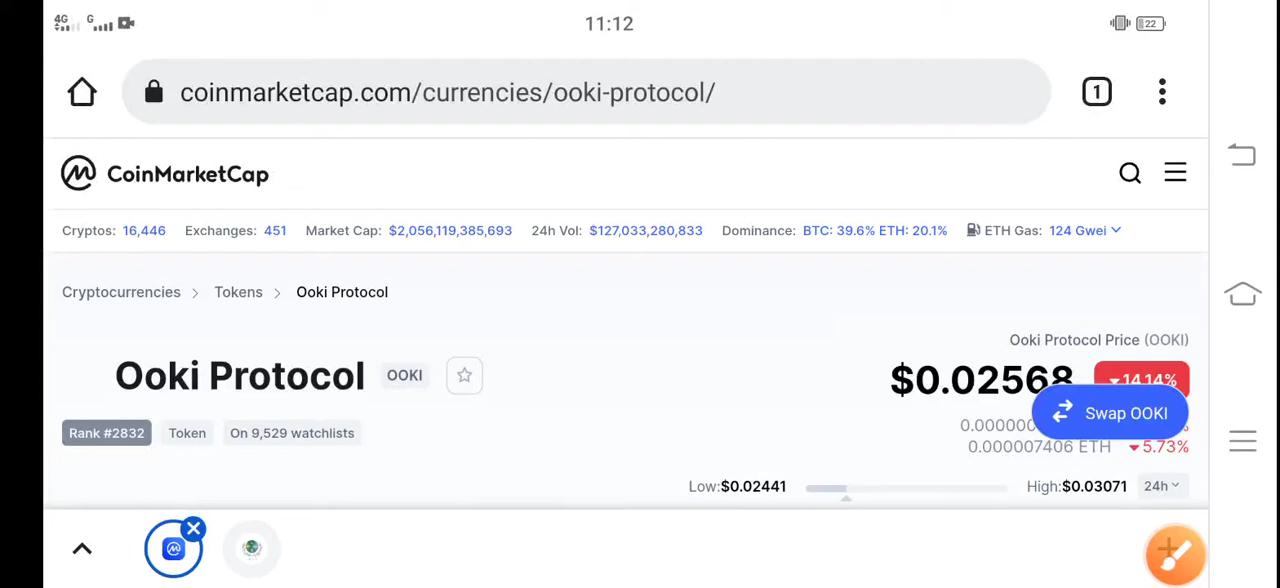 4G G 11:12 22
coinmarketcap.com/currencies/ooki-protocol/ 1
CoinMarketCap
Cryptos: 16,446 Exchanges: 451 Market Cap: $2,056,119,385,693 24h Vol: $127,033,280,833 Dominance: BTC: 39.6% ETH: 20.1% ETH Gas: 124 Gwei
Cryptocurrencies > Tokens > Ooki Protocol
Ooki Protocol Price (OOKI)
Ooki Protocol OOKI $0.02568 14.14%
Swap OOKI
Rank #2832 Token On 9,529 watchlists
0.000007406 ETH 5.73%
Low:$0.02441 High:$0.03071 24h